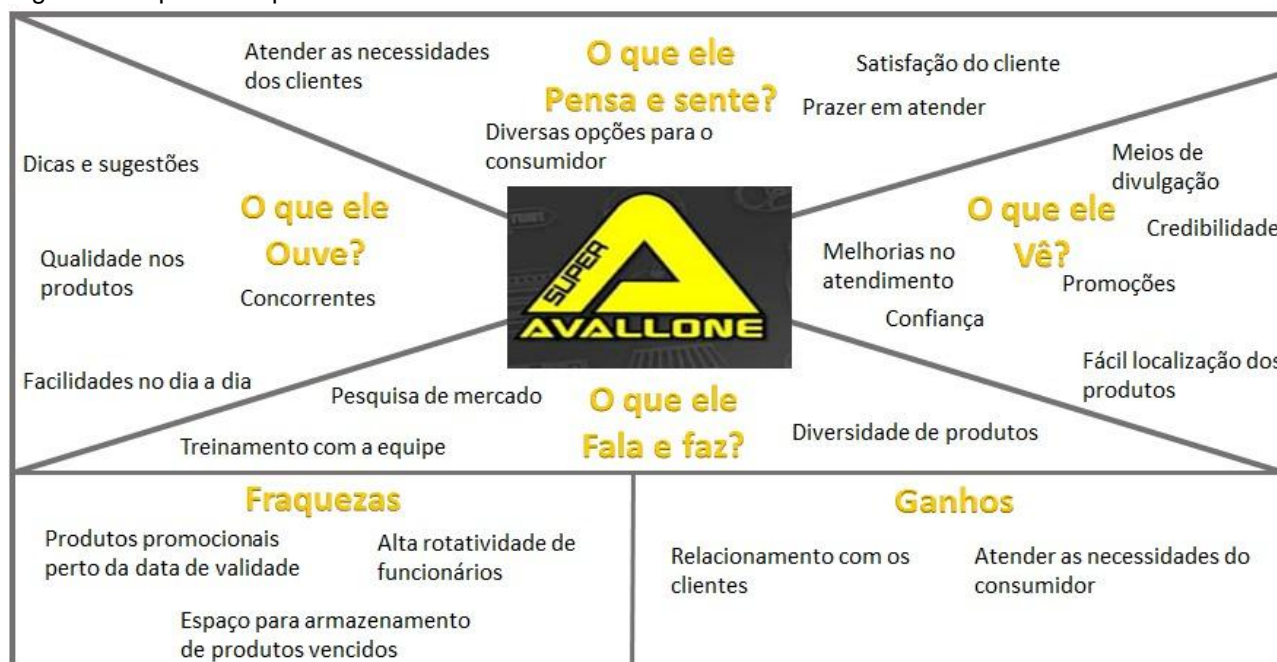 Atender as necessidades
dos clientes
O que ele
Pensa e sente?
Satisfação do cliente
Prazer em atender
Diversas opções para o
consumidor
Dicas e sugestões
O que ele
Ouve?
Qualidade nos
produtos
Concorrentes
Facilidades no dia a dia
SUPER
AVALLONE
Meios de
divulgação
O que ele
Vê?
Credibilidade
Melhorias no
atendimento
Promoções
Confiança
Fácil localização dos
produtos
Pesquisa de mercado
O que ele
Fala e faz?
Treinamento com a equipe
Diversidade de produtos
Fraquezas
Produtos promocionais
perto da data de validade
Alta rotatividade de
funcionários
Espaço para armazenamento
de produtos vencidos
Ganhos
Relacionamento com os
clientes
Atender as necessidades do
consumidor